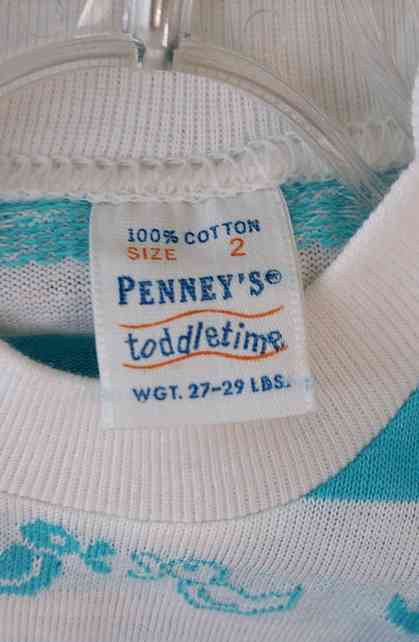 100% COTTON
SIZE 2
PENNEY'S®
toddletime
WGT. 27-29 LBS.